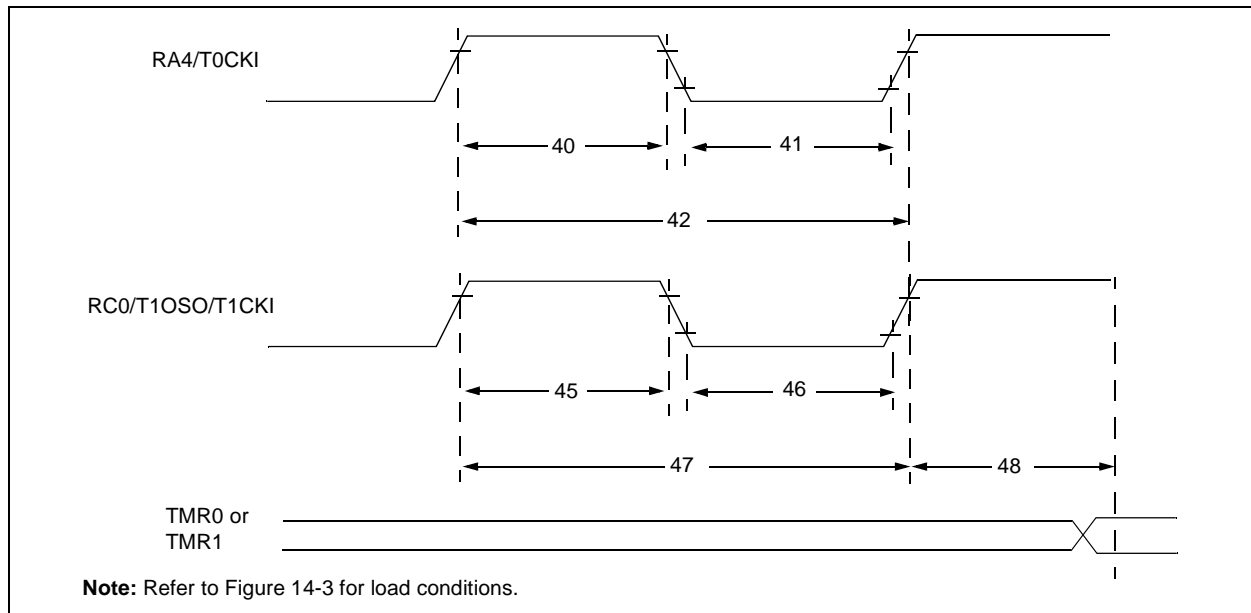 RA4/T0CKI
40
41
42
RC0/T1OSO/T1CKI
45
46
47
48
TMR0 or
TMR1
Note: Refer to Figure 14-3 for load conditions.